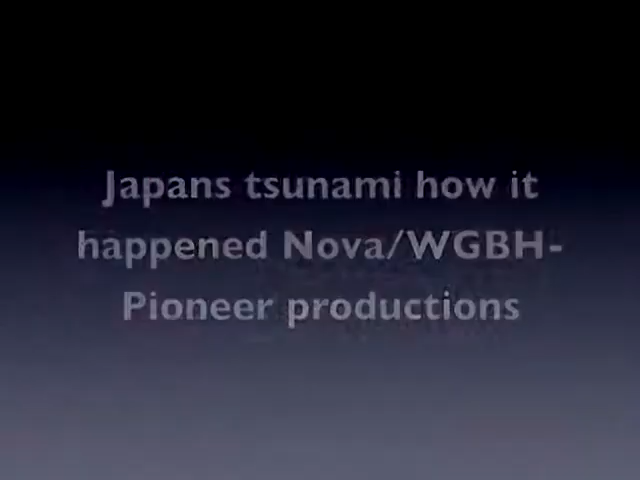 Japans tsunami how it
happened Nova/WGBH-
Pioneer productions